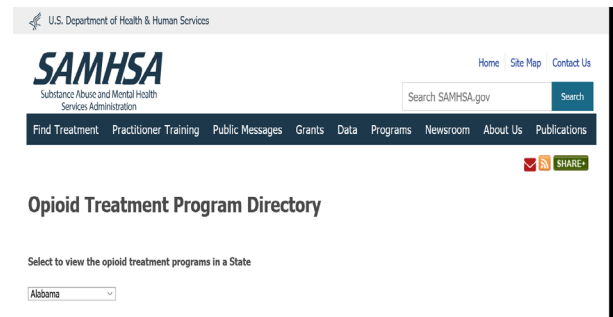 U.S. Department of Health & Human Services
Home Site Map Contact Us
SAMHSA
Substance Abuse and Mental Health
Services Administration
Search SAMHSA.gov Search
Find Treatment Practitioner Training Public Messages Grants Data Programs Newsroom About Us Publications
SHARE+
Opioid Treatment Program Directory
Select to view the opioid treatment programs in a State
Alabama